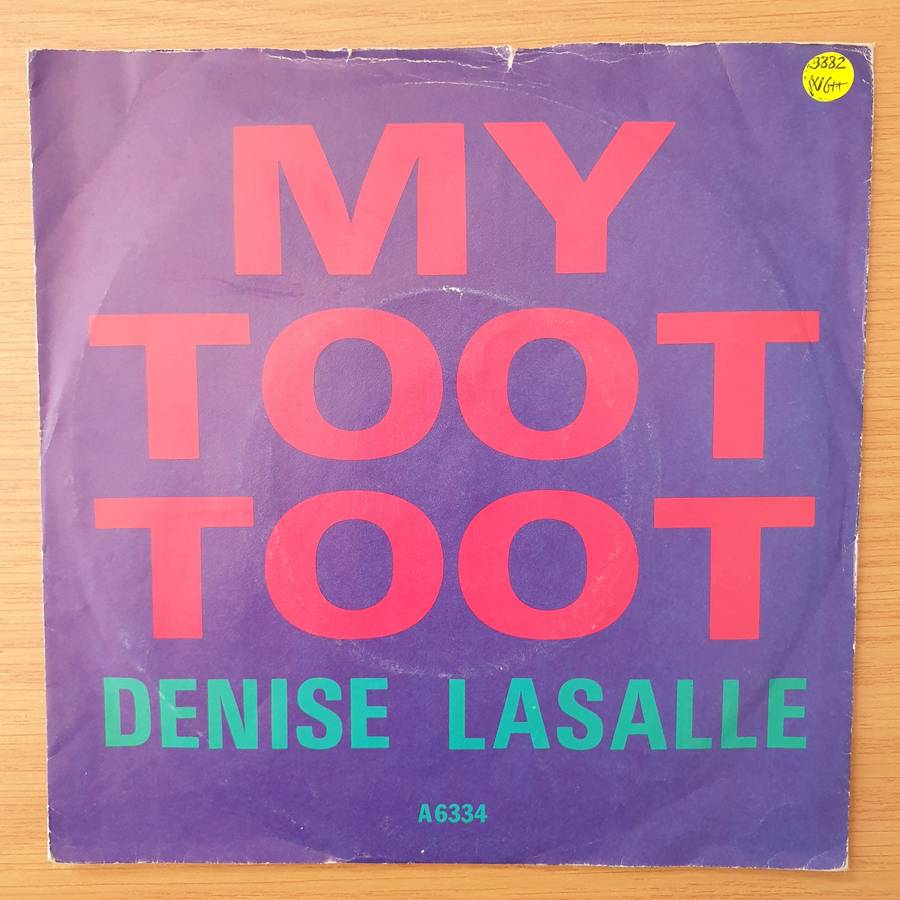 3382
VG++
MY
TOOT
TOOT
DENISE LASALLE
A6334